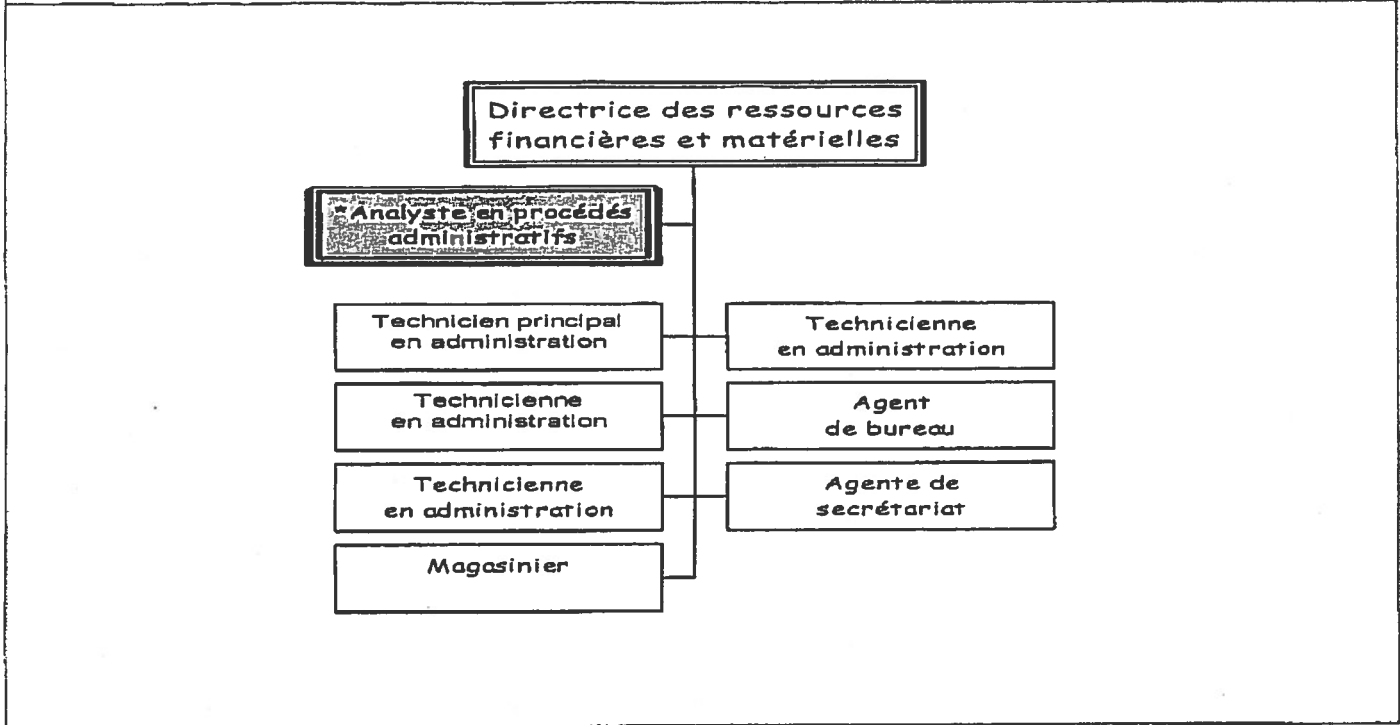 Directrice des ressources
financières et matérielles
*Analyste en procédés
administratifs
Technicien principal
en administration
Technicienne
en administration
Technicienne
en administration
Agent
de bureau
Technicienne
en administration
Agente de
secrétariat
Magasinier